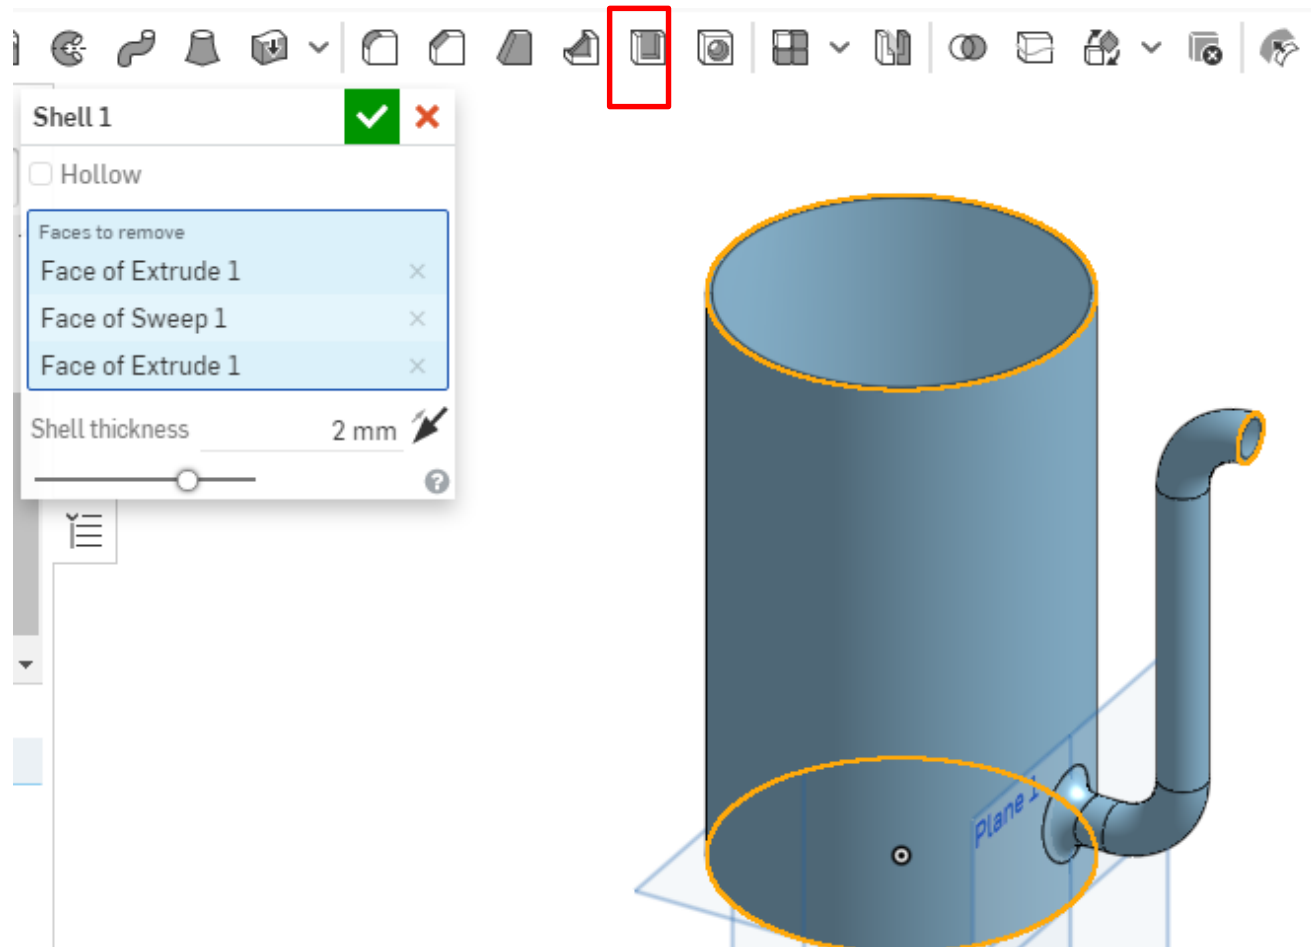 Shell 1
Hollow
Faces to remove
Face of Extrude 1
Face of Sweep 1
Face of Extrude 1
Shell thickness 2 mm
Plane 1